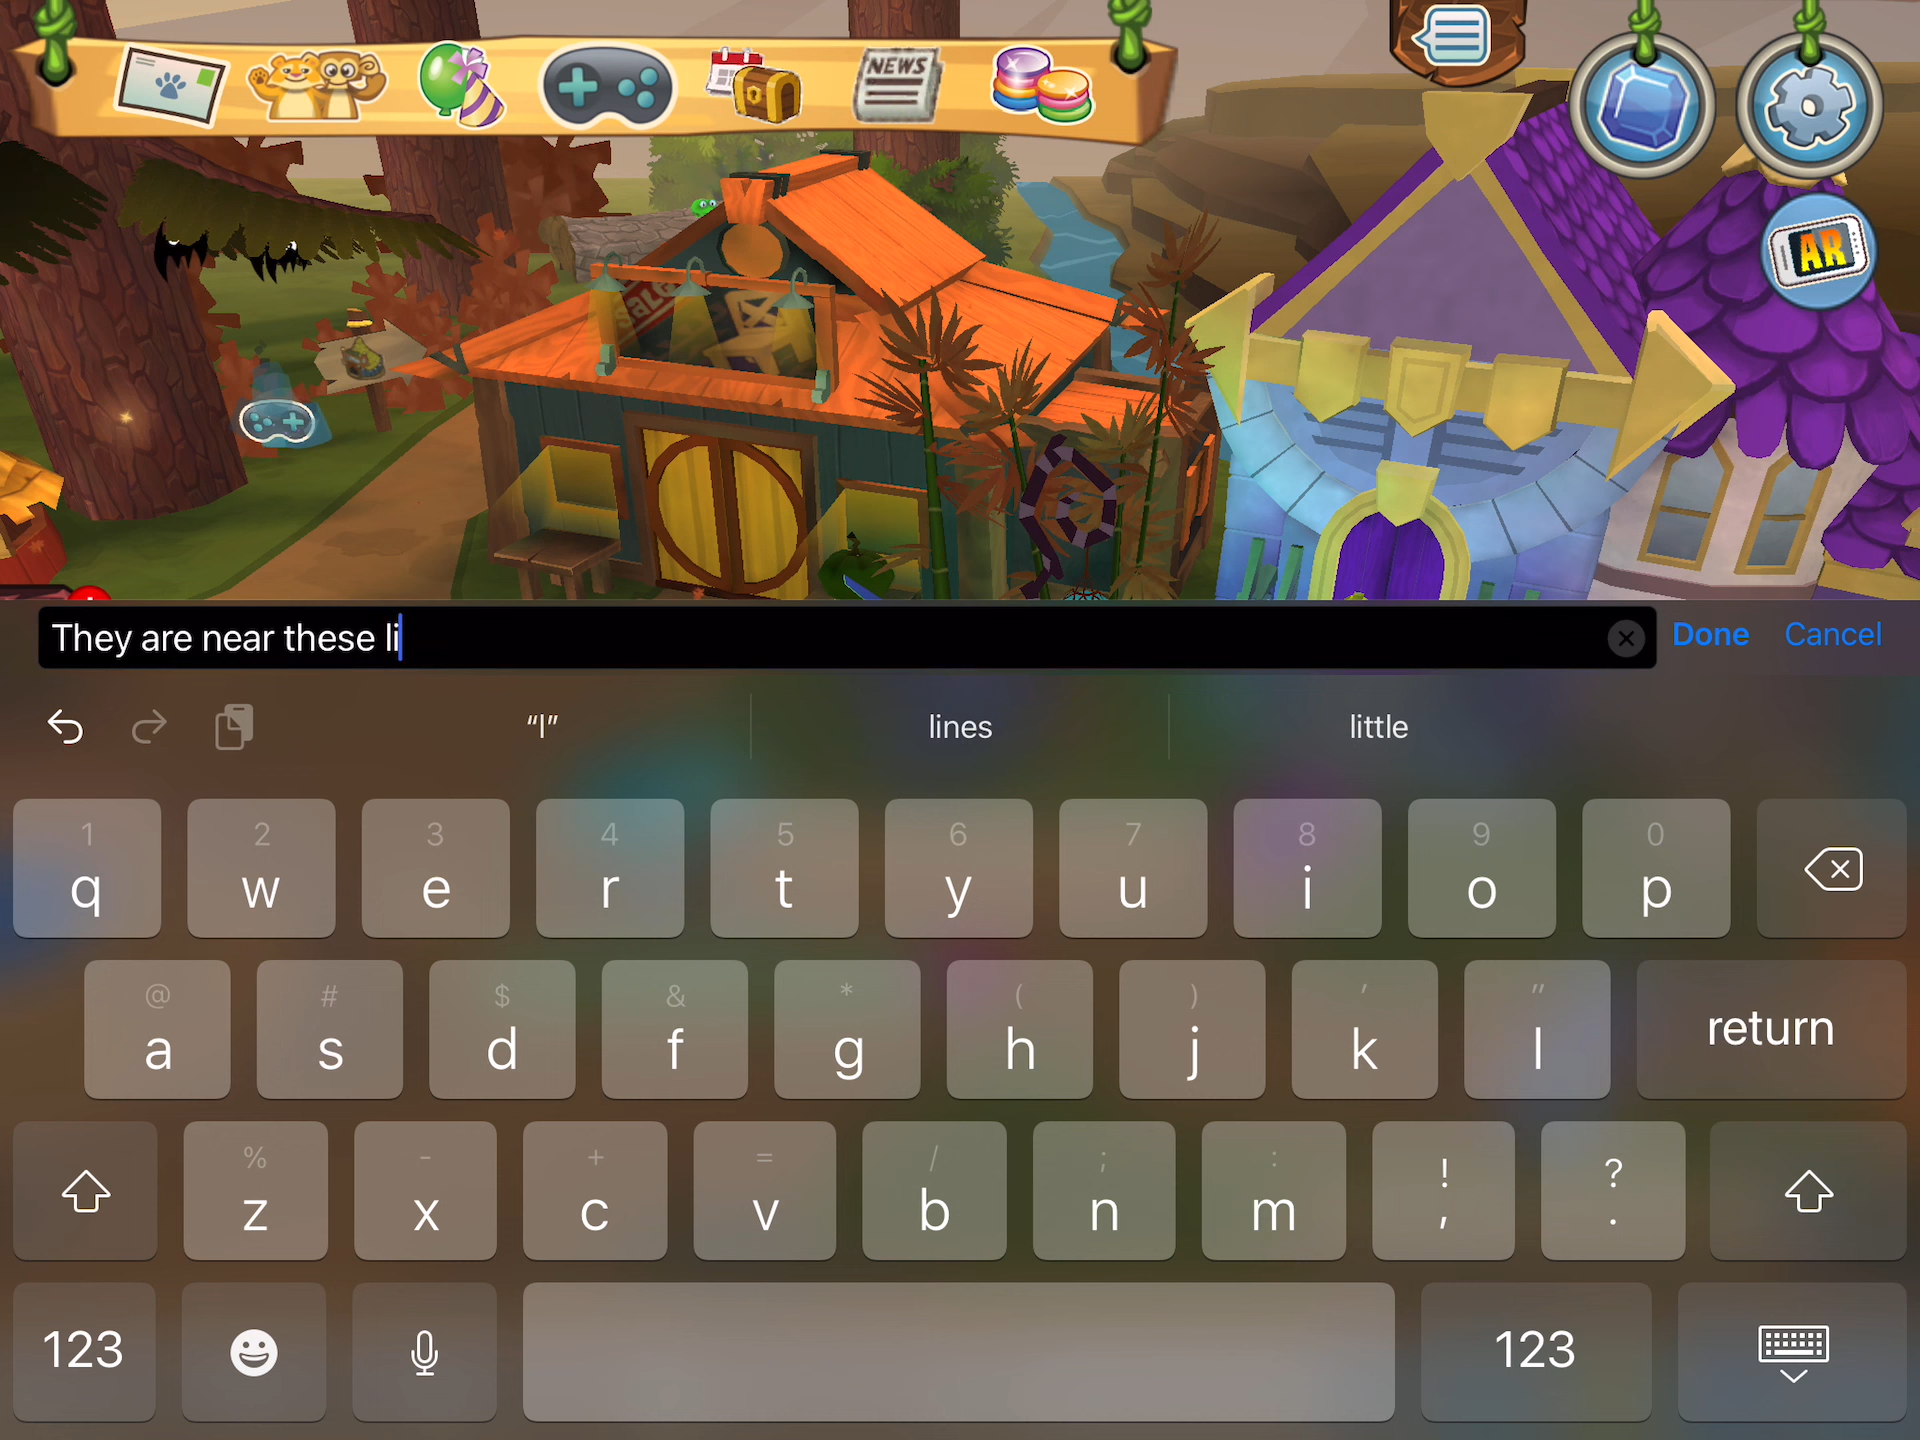 NEWS
AR
Sale
They are near these li
Done
Cancel
“l”
lines
little
1 2 3 4 5 6 7 8 9 0
q w e r t y u i o p
@ # $ & * ( ) ' "
a s d f g h j k l return
% - + = / ; : ! ?
z x c v b n m , .
123
123